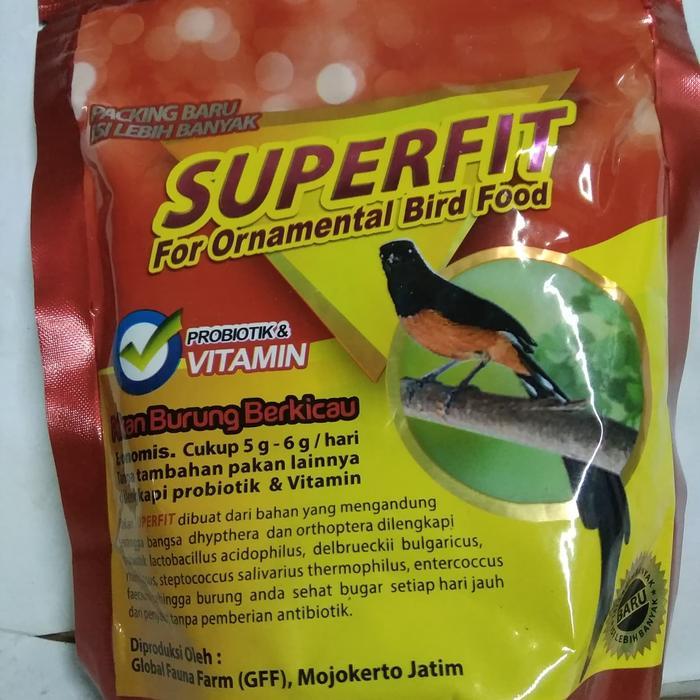 PACKING BARU
ISI LEBIH BANYAK
SUPERFIT
For Ornamental Bird Food
PROBIOTIK &
VITAMIN
Burung Berkicau
Cukup 5 g - 6 g / hari
tambahan pakan lainnya
probiotik & Vitamin
SUPERFIT dibuat dari bahan yang mengandung
bangsa dhypthera dan orthoptera dilengkapi
lactobacillus acidophilus, delbrueckii bulgaricus,
steptococcus salivarius thermophilus, entercoccus
burung anda sehat bugar setiap hari jauh
tanpa pemberian antibiotik.
Diproduksi Oleh :
Global Fauna Farm (GFF), Mojokerto Jatim
BARU
ISI LEBIH BANYAK